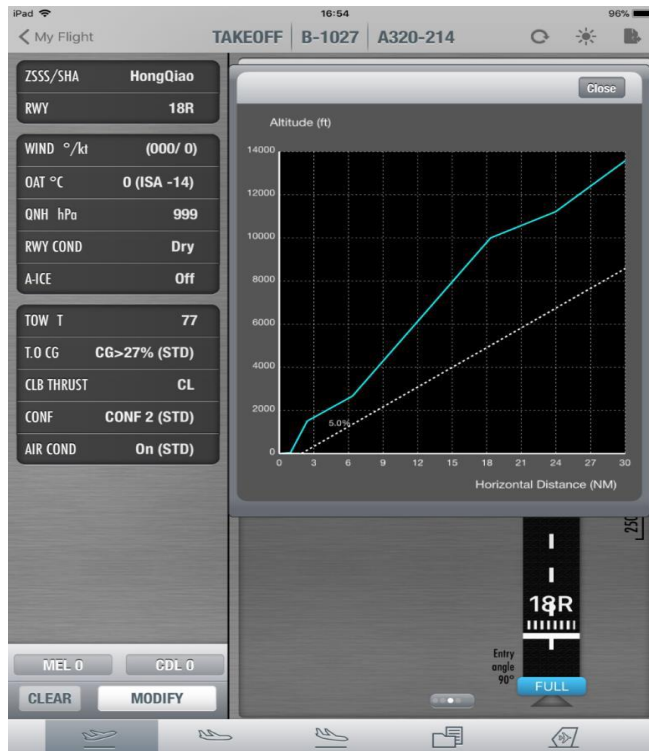 iPad 16:54 96%
My Flight TAKEOFF B-1027 A320-214
ZSSS/SHA HongQiao
RWY 18R
WIND °/kt (000/ 0)
OAT °C 0 (ISA -14)
QNH hPa 999
RWY COND Dry
A-ICE Off
TOW T 77
T.O CG CG>27% (STD)
CLB THRUST CL
CONF CONF 2 (STD)
AIR COND On (STD)
MEL 0 CDL 0
CLEAR MODIFY
Close
Altitude (ft)
14000
12000
10000
8000
6000
4000
2000
0
5.0%
0 3 6 9 12 15 18 21 24 27 30
Horizontal Distance (NM)
250
18R
Entry
angle
90°
FULL